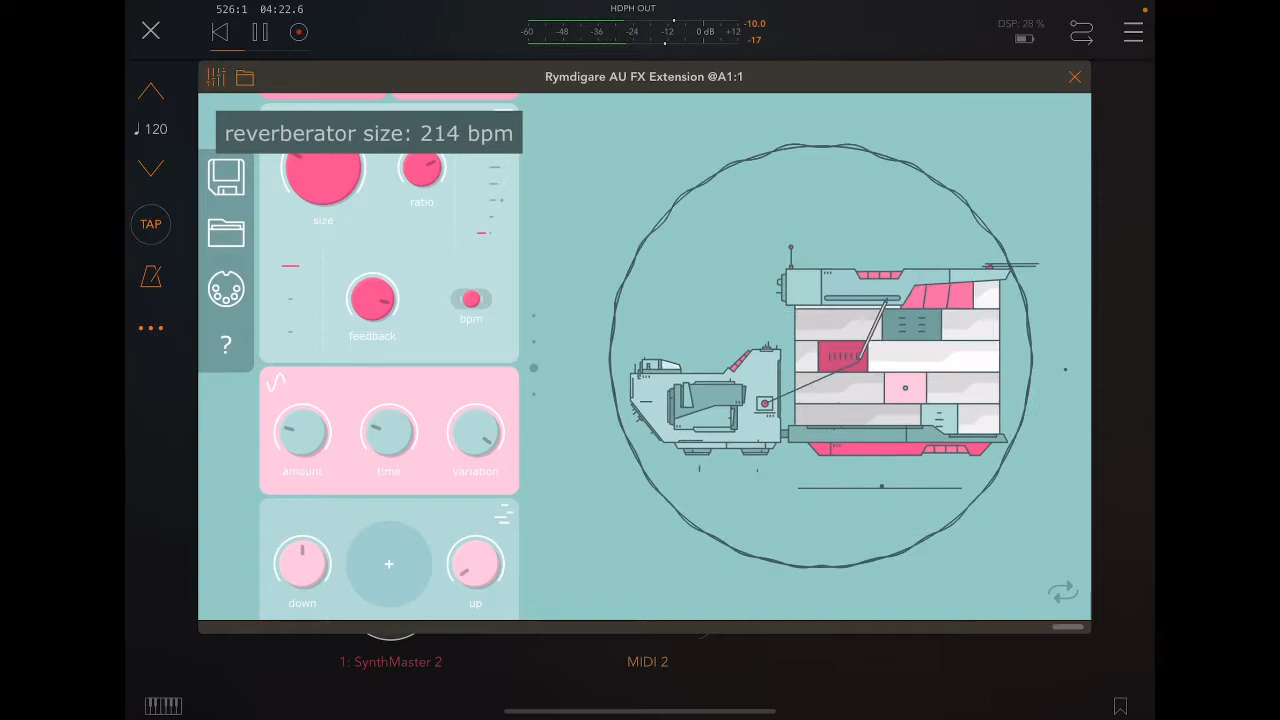 526:1 04:22.6
HDPH OUT
-60 -48 -36 -24 -12 0 dB +12
-10.0
-17
DSP: 28 %
Rymdigare AU FX Extension @A1:1
120
reverberator size: 214 bpm
size
ratio
TAP
feedback
bpm
?
amount
time
variation
+
down
up
1: SynthMaster 2
MIDI 2